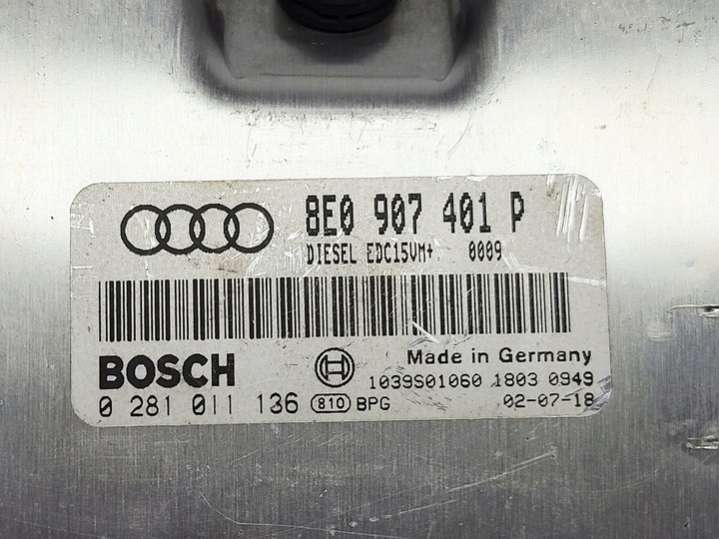 8E0 907 401 P
DIESEL EDC15VM+ 0009
BOSCH
Made in Germany
1039S01060 1803 0949
0 281 011 136 810 BPG
02-07-18